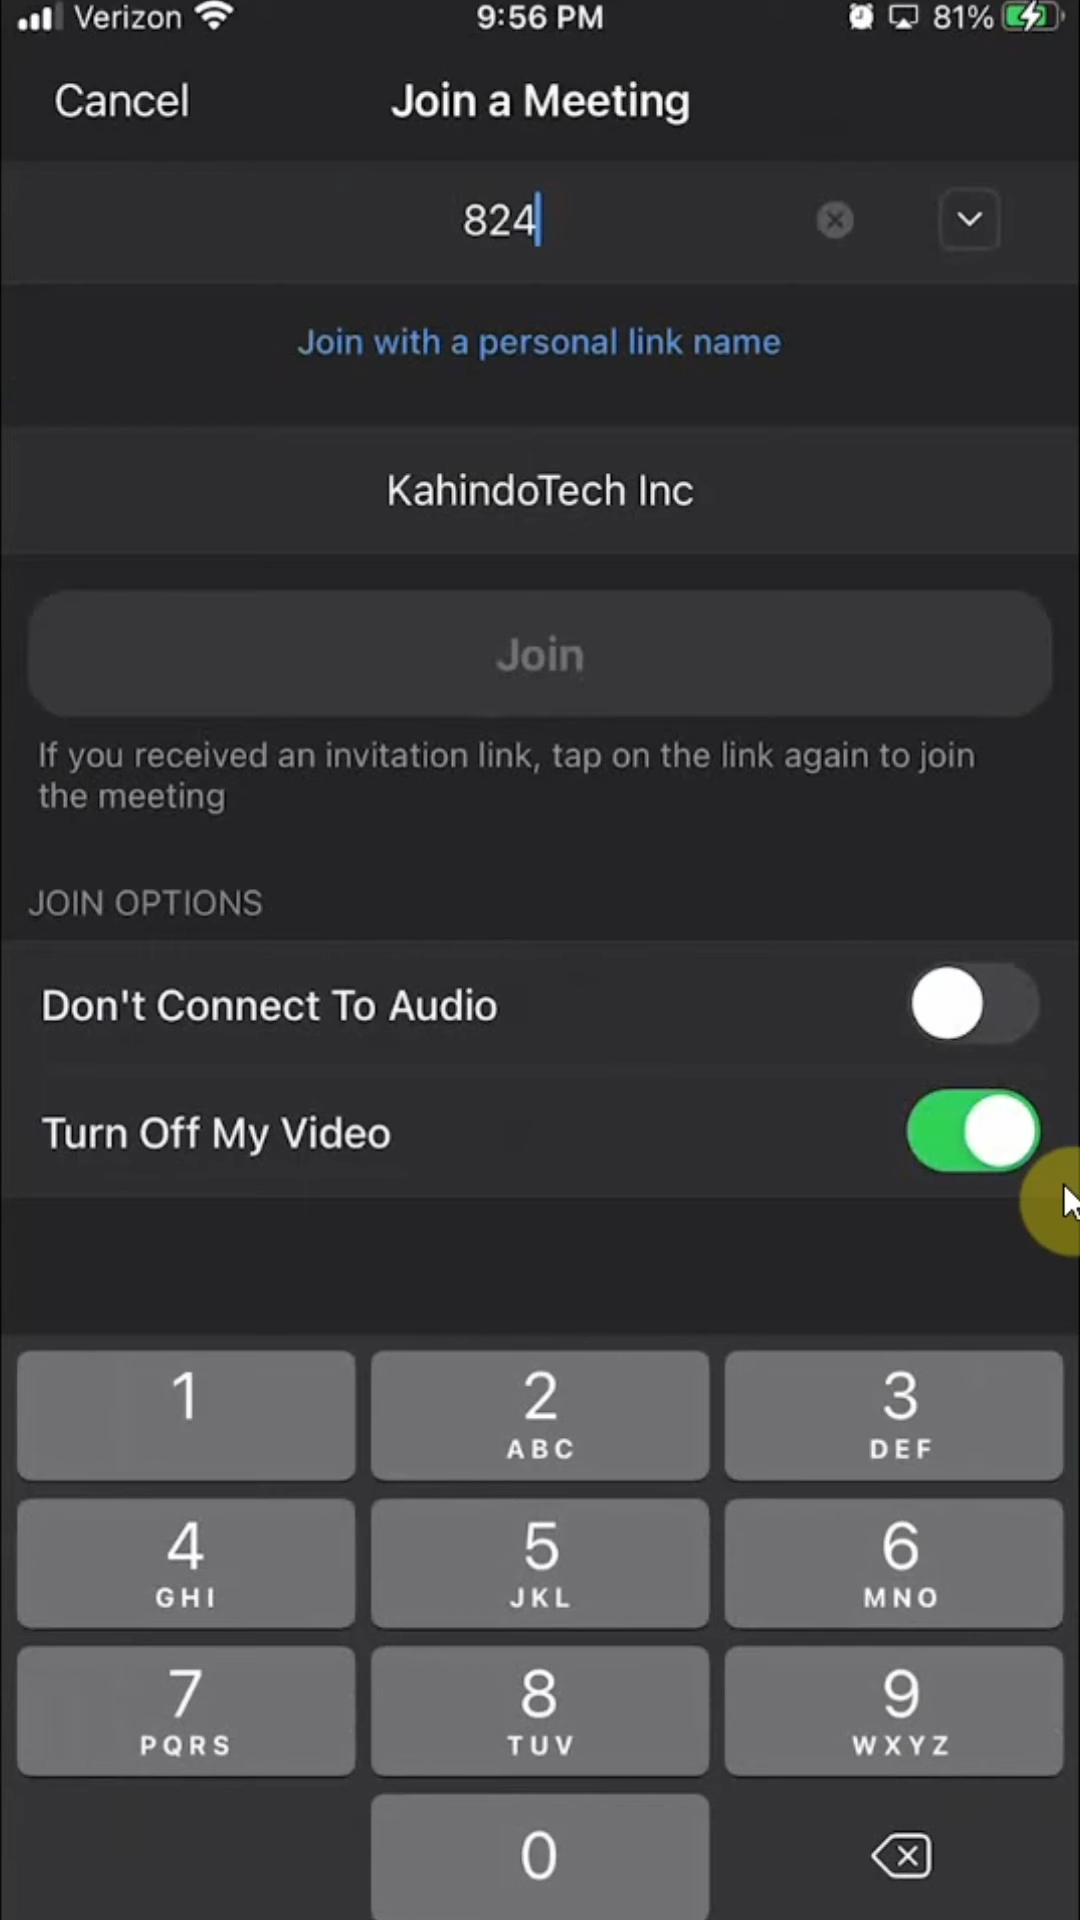 Verizon 9:56 PM 81%
Cancel Join a Meeting
824
Join with a personal link name
KahindoTech Inc
Join
If you received an invitation link, tap on the link again to join
the meeting
JOIN OPTIONS
Don't Connect To Audio
Turn Off My Video
1 2 3
ABC DEF
4 5 6
GHI JKL MNO
7 8 9
PQRS TUV WXYZ
0